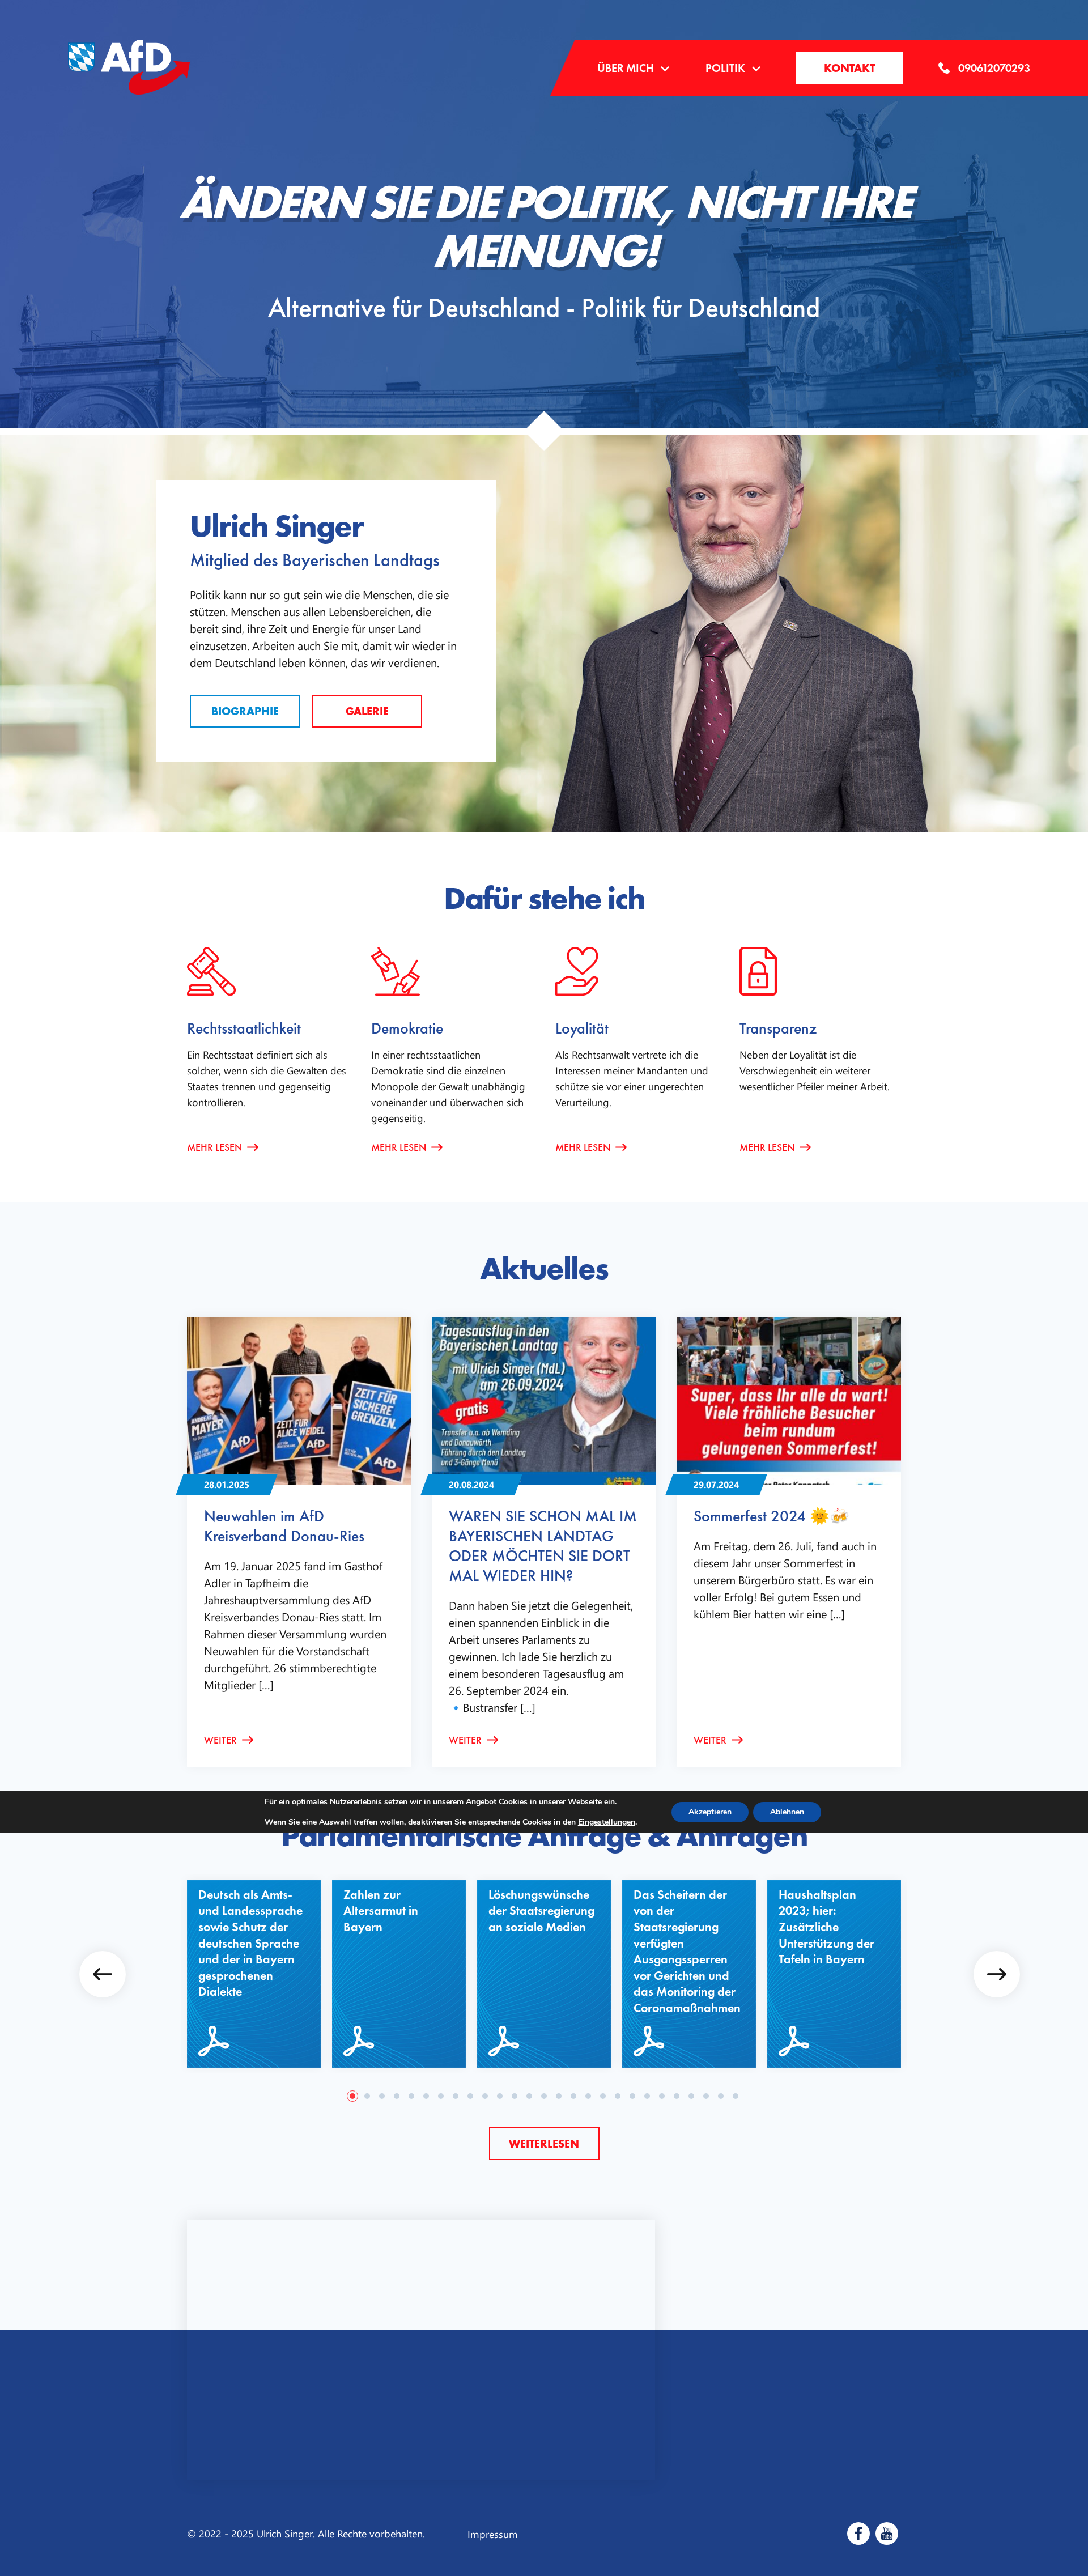 AfD
ÜBER MICH
POLITIK
KONTAKT
090612070293
ÄNDERN SIE DIE POLITIK, NICHT IHRE
MEINUNG!
Alternative für Deutschland - Politik für Deutschland
Ulrich Singer
Mitglied des Bayerischen Landtags
Politik kann nur so gut sein wie die Menschen, die sie
stützen. Menschen aus allen Lebensbereichen, die
bereit sind, ihre Zeit und Energie für unser Land
einzusetzen. Arbeiten auch Sie mit, damit wir wieder in
dem Deutschland leben können, das wir verdienen.
BIOGRAPHIE
GALERIE
Dafür stehe ich
Rechtsstaatlichkeit
Ein Rechtsstaat definiert sich als
solcher, wenn sich die Gewalten des
Staates trennen und gegenseitig
kontrollieren.
MEHR LESEN
Demokratie
In einer rechtsstaatlichen
Demokratie sind die einzelnen
Monopole der Gewalt unabhängig
voneinander und überwachen sich
gegenseitig.
MEHR LESEN
Loyalität
Als Rechtsanwalt vertrete ich die
Interessen meiner Mandanten und
schütze sie vor einer ungerechten
Verurteilung.
MEHR LESEN
Transparenz
Neben der Loyalität ist die
Verschwiegenheit ein weiterer
wesentlicher Pfeiler meiner Arbeit.
MEHR LESEN
Aktuelles
ANDREAS
MAYER
AfD
ZEIT FÜR
ALICE WEIDEL
AfD
ZEIT FÜR
SICHERE
GRENZEN.
AfD
28.01.2025
Neuwahlen im AfD
Kreisverband Donau-Ries
Am 19. Januar 2025 fand im Gasthof
Adler in Tapfheim die
Jahreshauptversammlung des AfD
Kreisverbandes Donau-Ries statt. Im
Rahmen dieser Versammlung wurden
Neuwahlen für die Vorstandschaft
durchgeführt. 26 stimmberechtigte
Mitglieder [...]
WEITER
Tagesausflug in den
Bayerischen Landtag
mit Ulrich Singer (MdL)
am 26.09.2024
gratis
Transfer u.a. ab Wemding
und Donauwörth
Führung durch den Landtag
und 3-Gänge Menü
20.08.2024
WAREN SIE SCHON MAL IM
BAYERISCHEN LANDTAG
ODER MÖCHTEN SIE DORT
MAL WIEDER HIN?
Dann haben Sie jetzt die Gelegenheit,
einen spannenden Einblick in die
Arbeit unseres Parlaments zu
gewinnen. Ich lade Sie herzlich zu
einem besonderen Tagesausflug am
26. September 2024 ein.
🔹Bustransfer [...]
WEITER
AfD
Super, dass Ihr alle da wart!
Viele fröhliche Besucher
beim rundum
gelungenen Sommerfest!
29.07.2024
Sommerfest 2024 🌞🍻
Am Freitag, dem 26. Juli, fand auch in
diesem Jahr unser Sommerfest in
unserem Bürgerbüro statt. Es war ein
voller Erfolg! Bei gutem Essen und
kühlem Bier hatten wir eine [...]
WEITER
Für ein optimales Nutzererlebnis setzen wir in unserem Angebot Cookies in unserer Webseite ein.
Wenn Sie eine Auswahl treffen wollen, deaktivieren Sie entsprechende Cookies in den Eingestellungen.
Akzeptieren
Ablehnen
Parlamentarische Anträge & Anfragen
Deutsch als Amts-
und Landessprache
sowie Schutz der
deutschen Sprache
und der in Bayern
gesprochenen
Dialekte
Zahlen zur
Altersarmut in
Bayern
Löschungswünsche
der Staatsregierung
an soziale Medien
Das Scheitern der
von der
Staatsregierung
verfügten
Ausgangssperren
vor Gerichten und
das Monitoring der
Coronamaßnahmen
Haushaltsplan
2023; hier:
Zusätzliche
Unterstützung der
Tafeln in Bayern
WEITERLESEN
© 2022 - 2025 Ulrich Singer. Alle Rechte vorbehalten.
Impressum
You
Tube